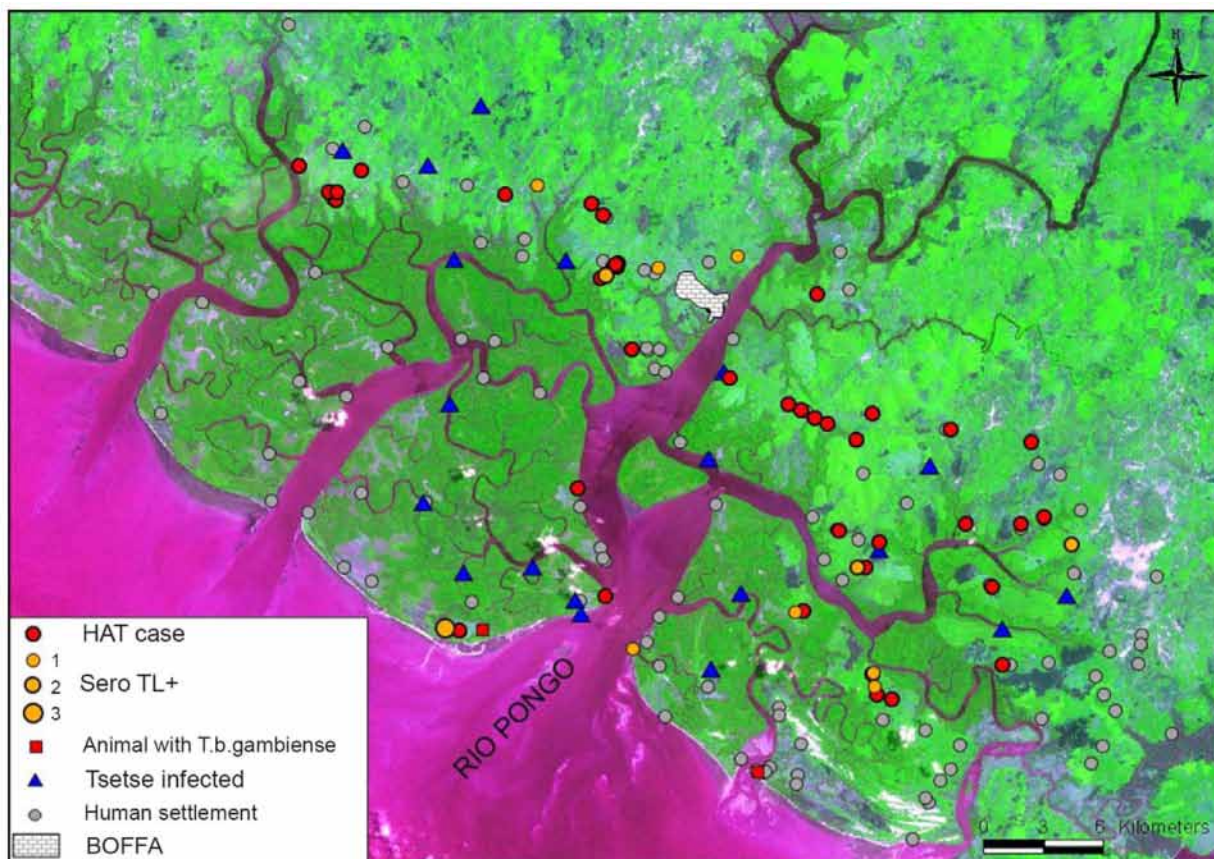 N
RIO PONGO
HAT case
1
2 Sero TL+
3
Animal with T.b.gambiense
Tsetse infected
Human settlement
BOFFA
0 3 6 Kilometers